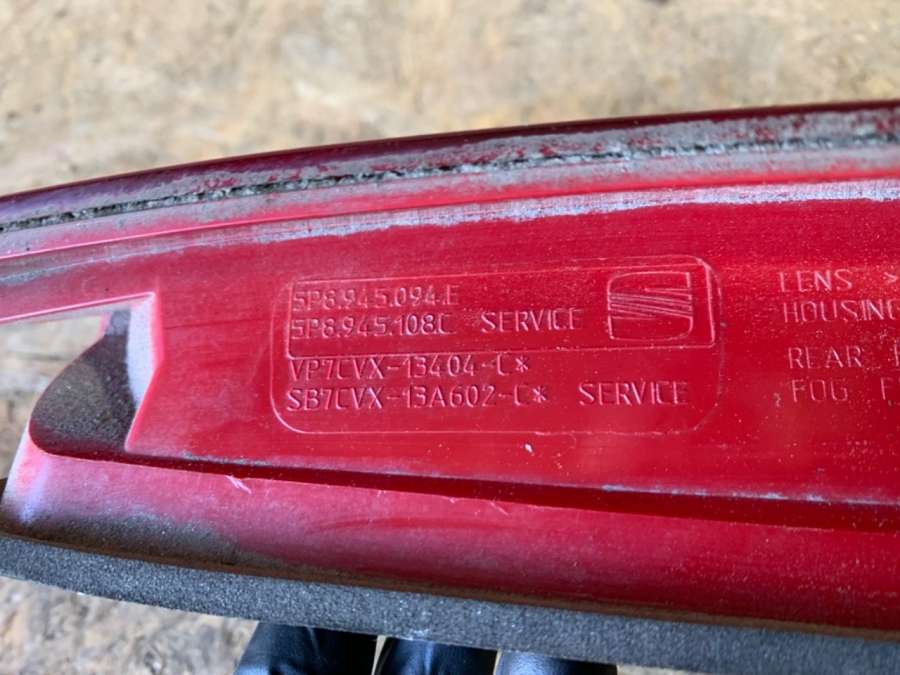 5P8.945.094.E
5P8.945.108.C SERVICE
VP7CVX-13404-C*
SB7CVX-13A602-C* SERVICE
LENS >
HOUSING
REAR
FOG